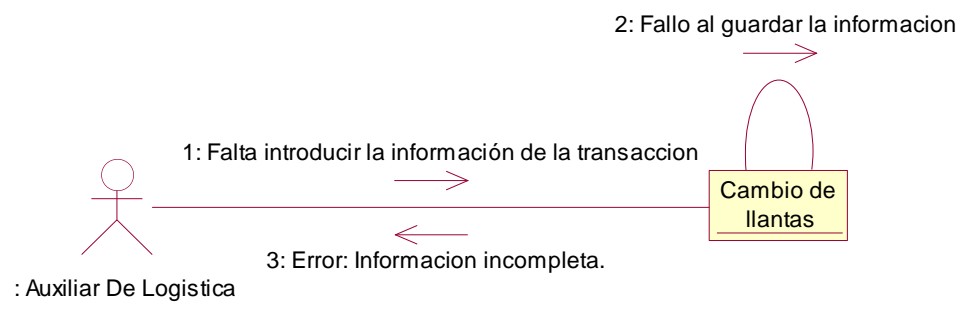 2: Fallo al guardar la informacion
1: Falta introducir la información de la transaccion
Cambio de
llantas
3: Error: Informacion incompleta.
: Auxiliar De Logistica